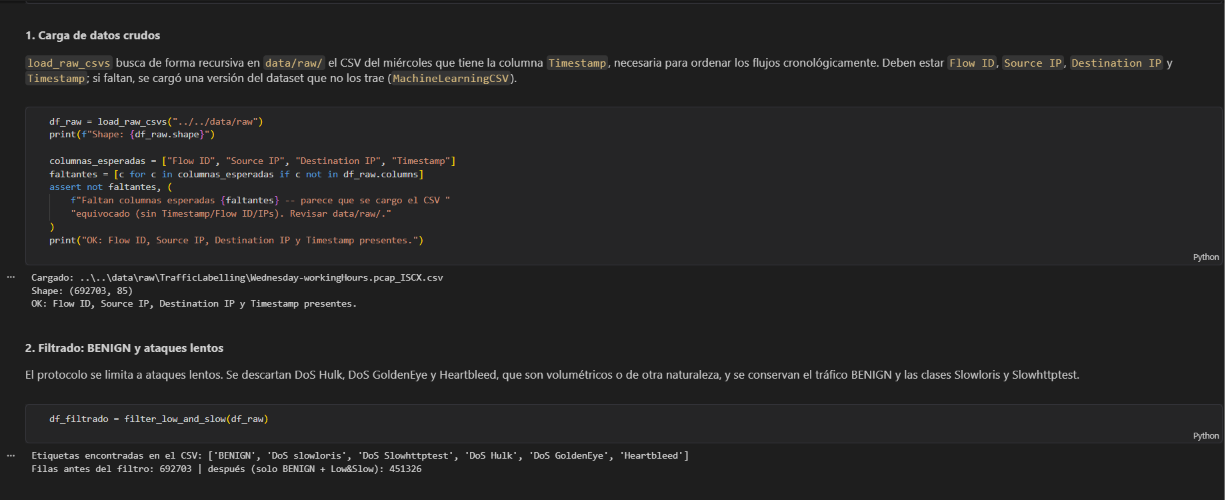 1. Carga de datos crudos
load_raw_csvs busca de forma recursiva en data/raw/ el CSV del miércoles que tiene la columna Timestamp, necesaria para ordenar los flujos cronológicamente. Deben estar Flow ID, Source IP, Destination IP y
Timestamp; si faltan, se cargó una versión del dataset que no los trae (MachineLearningCSV).
df_raw = load_raw_csvs("../../data/raw")
print(f"Shape: {df_raw.shape}")
columnas_esperadas = ["Flow ID", "Source IP", "Destination IP", "Timestamp"]
faltantes = [c for c in columnas_esperadas if c not in df_raw.columns]
assert not faltantes, (
f"Faltan columnas esperadas {faltantes} -- parece que se cargo el CSV "
"equivocado (sin Timestamp/Flow ID/IPs). Revisar data/raw/."
)
print("OK: Flow ID, Source IP, Destination IP y Timestamp presentes.")
Python
... Cargado: ..\..\data\raw\TrafficLabelling\Wednesday-workingHours.pcap_ISCX.csv
Shape: (692703, 85)
OK: Flow ID, Source IP, Destination IP y Timestamp presentes.
2. Filtrado: BENIGN y ataques lentos
El protocolo se limita a ataques lentos. Se descartan DoS Hulk, DoS GoldenEye y Heartbleed, que son volumétricos o de otra naturaleza, y se conservan el tráfico BENIGN y las clases Slowloris y Slowhttptest.
df_filtrado = filter_low_and_slow(df_raw)
Python
... Etiquetas encontradas en el CSV: ['BENIGN', 'DoS slowloris', 'DoS Slowhttptest', 'DoS Hulk', 'DoS GoldenEye', 'Heartbleed']
Filas antes del filtro: 692703 | después (solo BENIGN + Low&Slow): 451326